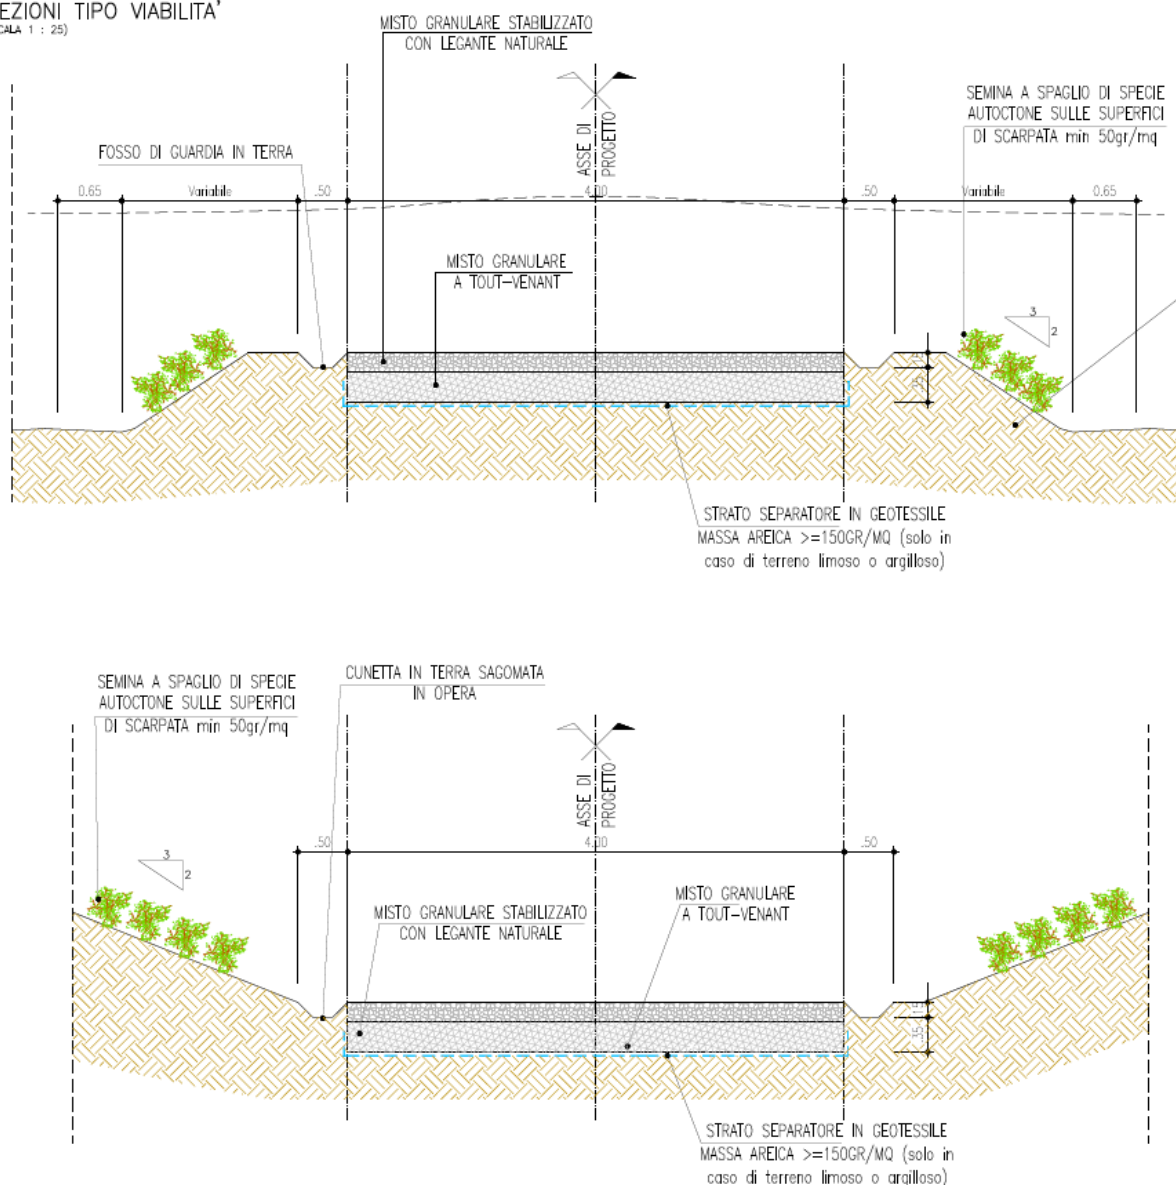 EZIONI TIPO VIABILITA'
CALA 1 : 25)
MISTO GRANULARE STABILIZZATO
CON LEGANTE NATURALE
SEMINA A SPAGLIO DI SPECIE
AUTOCTONE SULLE SUPERFICI
DI SCARPATA min 50gr/mq
ASSE DI
PROGETTO
FOSSO DI GUARDIA IN TERRA
0.65 Variabile .50 4.00 .50 Variabile 0.65
MISTO GRANULARE
A TOUT-VENANT
3
2
.15
.35
STRATO SEPARATORE IN GEOTESSILE
MASSA AREICA >=150GR/MQ (solo in
caso di terreno limoso o argilloso)
SEMINA A SPAGLIO DI SPECIE
AUTOCTONE SULLE SUPERFICI
DI SCARPATA min 50gr/mq
CUNETTA IN TERRA SAGOMATA
IN OPERA
ASSE DI
PROGETTO
.50 4.00 .50
3
2
MISTO GRANULARE
A TOUT-VENANT
MISTO GRANULARE STABILIZZATO
CON LEGANTE NATURALE
.15
.35
STRATO SEPARATORE IN GEOTESSILE
MASSA AREICA >=150GR/MQ (solo in
caso di terreno limoso o argilloso)